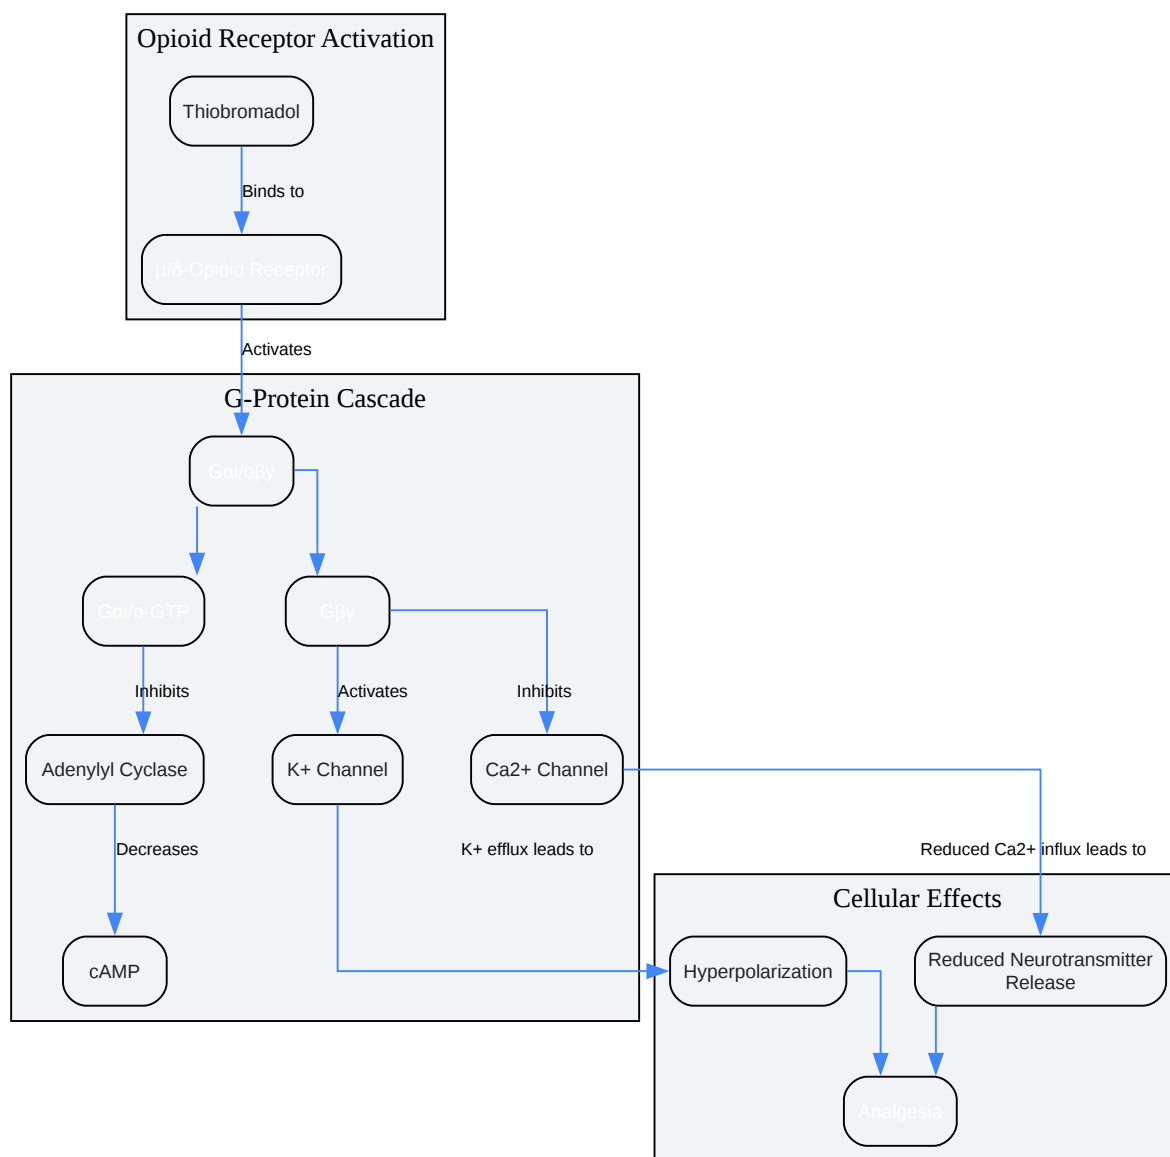 Opioid Receptor Activation
Thiobromadol
Binds to
μ/δ-Opioid Receptor
Activates
G-Protein Cascade
Gαi/oβγ
Gαi/o-GTP
Gβγ
Inhibits
Activates
Inhibits
Adenylyl Cyclase
K+ Channel
Ca2+ Channel
Decreases
K+ efflux leads to
Reduced Ca2+ influx leads to
Cellular Effects
cAMP
Hyperpolarization
Reduced Neurotransmitter
Release
Analgesia